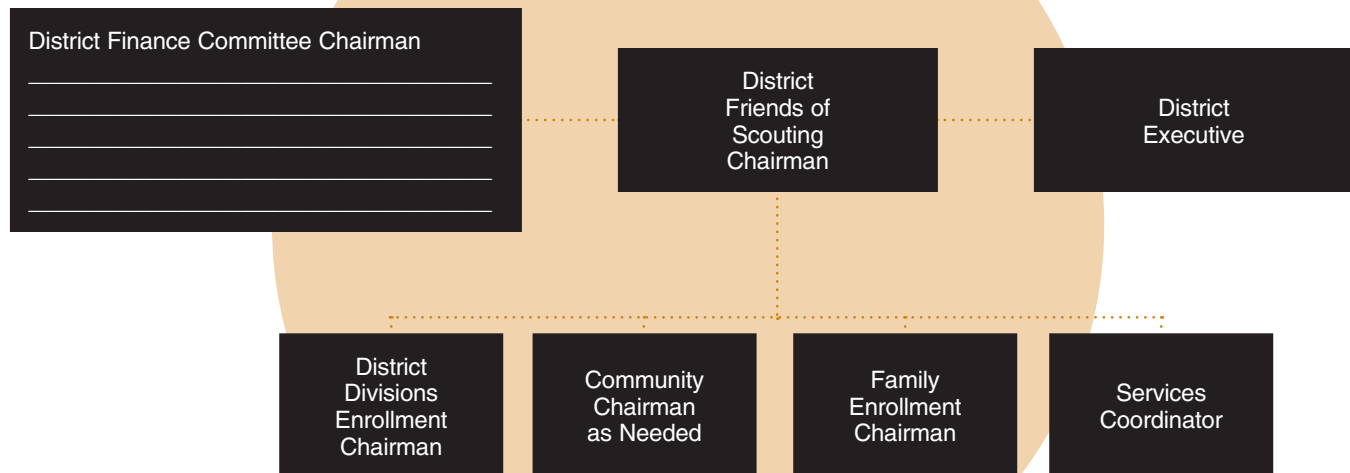 District Finance Committee Chairman
District
Friends of
Scouting
Chairman
District
Executive
District
Divisions
Enrollment
Chairman
Community
Chairman
as Needed
Family
Enrollment
Chairman
Services
Coordinator